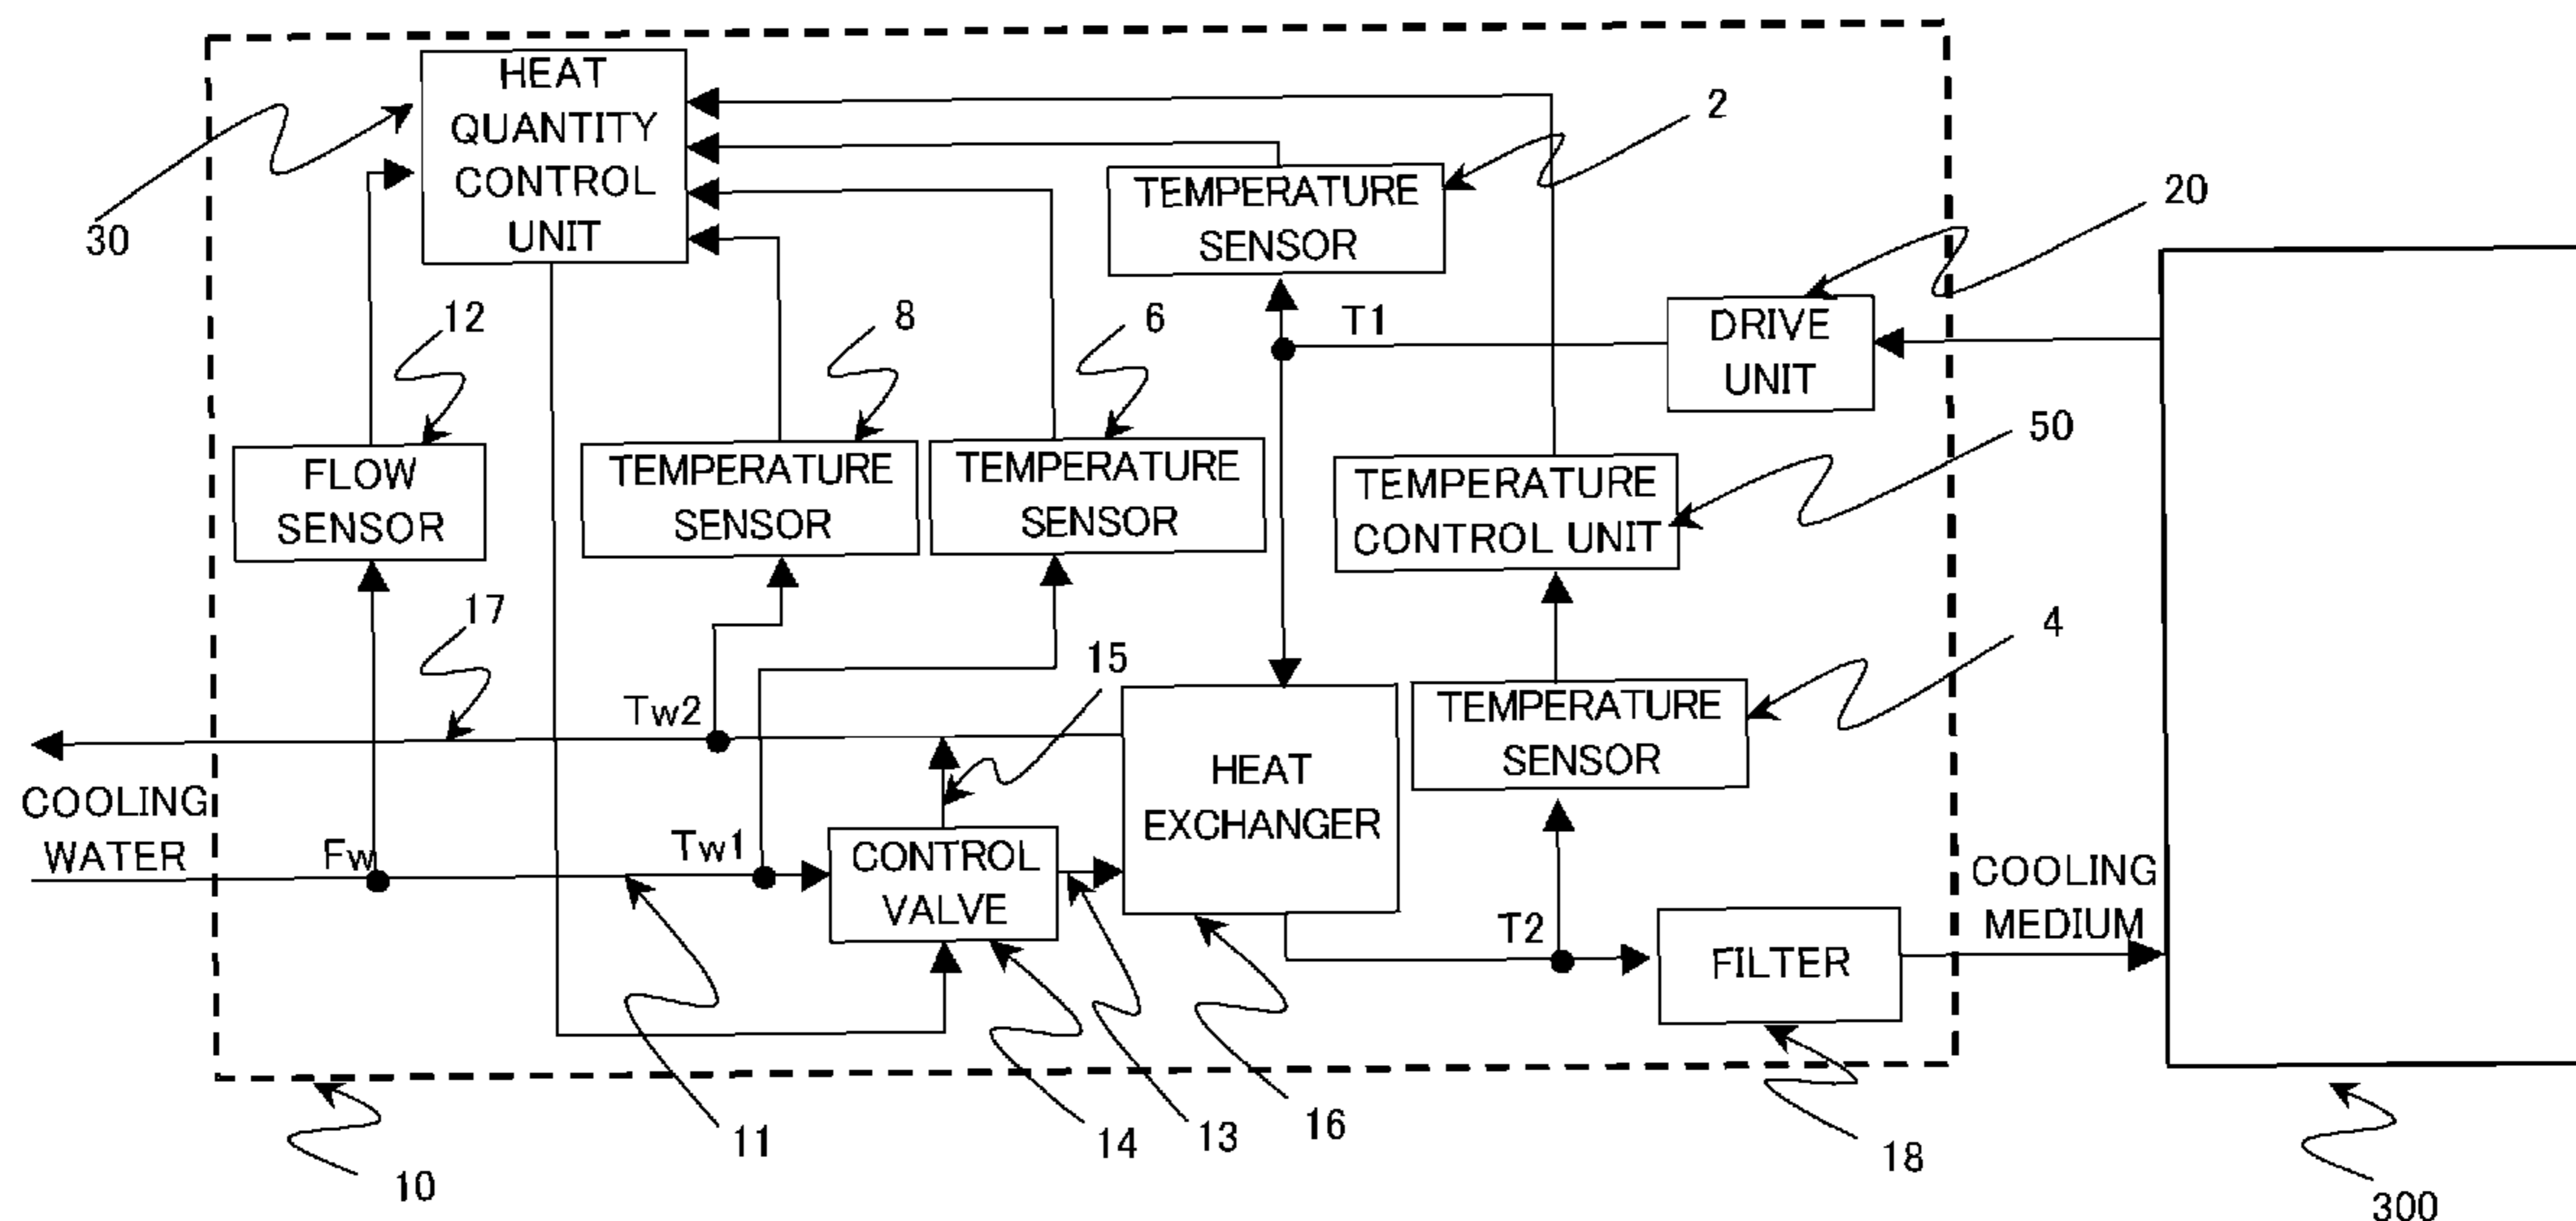 HEAT
QUANTITY
CONTROL
UNIT
30
2
TEMPERATURE
SENSOR
20
DRIVE
UNIT
T1
12
8
6
50
FLOW
SENSOR
TEMPERATURE
SENSOR
TEMPERATURE
SENSOR
TEMPERATURE
CONTROL UNIT
17
15
4
Tw2
TEMPERATURE
SENSOR
HEAT
EXCHANGER
COOLING
WATER
Fw
Tw1
CONTROL
VALVE
T2
FILTER
COOLING
MEDIUM
11
14
13
16
18
10
300